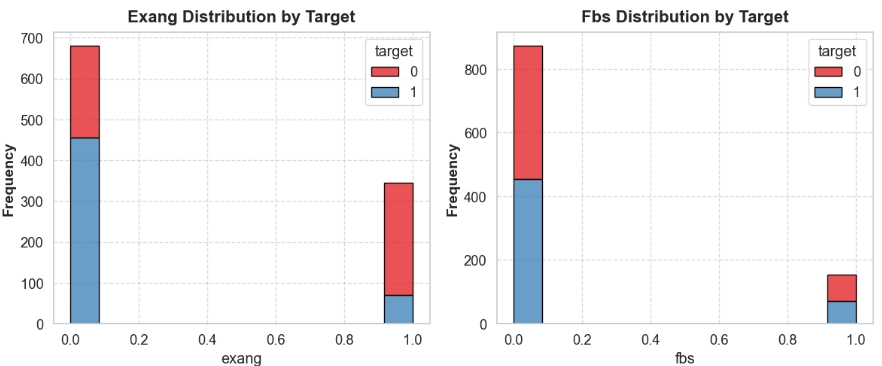 Exang Distribution by Target
Frequency
700
600
500
400
300
200
100
0
0.0 0.2 0.4 0.6 0.8 1.0
exang
target
0
1
Fbs Distribution by Target
Frequency
800
600
400
200
0
0.0 0.2 0.4 0.6 0.8 1.0
fbs
target
0
1